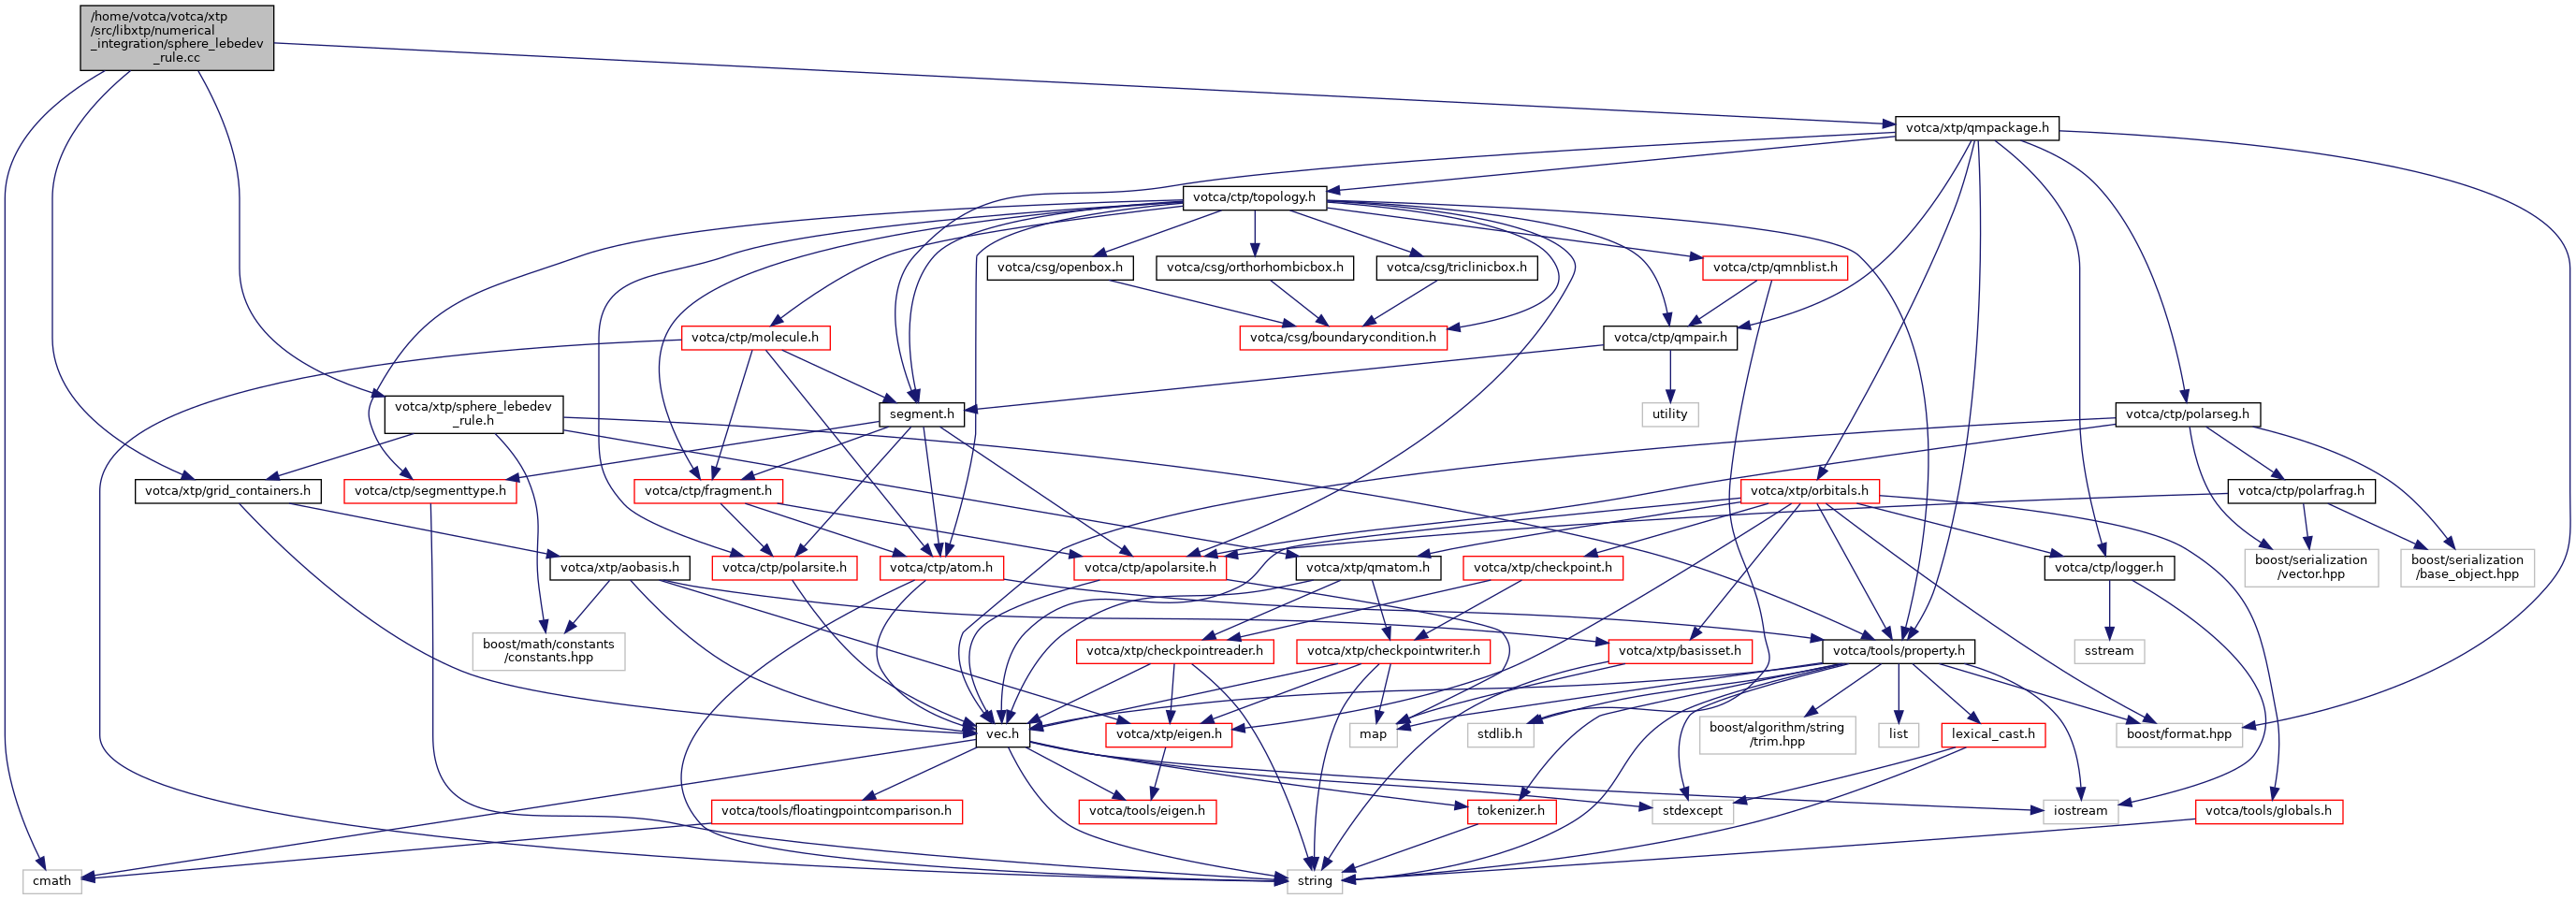 /home/votca/votca/xtp
/src/libxtp/numerical
_integration/sphere_lebedev
_rule.cc
votca/xtp/qmpackage.h
votca/ctp/topology.h
votca/csg/openbox.h
votca/csg/orthorhombicbox.h
votca/csg/triclinicbox.h
votca/ctp/qmnblist.h
votca/ctp/molecule.h
votca/csg/boundarycondition.h
votca/ctp/qmpair.h
votca/xtp/sphere_lebedev
_rule.h
segment.h
utility
votca/ctp/polarseg.h
votca/xtp/grid_containers.h
votca/ctp/segmenttype.h
votca/ctp/fragment.h
votca/xtp/orbitals.h
votca/ctp/polarfrag.h
votca/xtp/aobasis.h
votca/ctp/polarsite.h
votca/ctp/atom.h
votca/ctp/apolarsite.h
votca/xtp/qmatom.h
votca/xtp/checkpoint.h
votca/ctp/logger.h
boost/serialization
/vector.hpp
boost/serialization
/base_object.hpp
boost/math/constants
/constants.hpp
votca/xtp/checkpointreader.h
votca/xtp/checkpointwriter.h
votca/xtp/basisset.h
votca/tools/property.h
sstream
vec.h
votca/xtp/eigen.h
map
stdlib.h
boost/algorithm/string
/trim.hpp
list
lexical_cast.h
boost/format.hpp
votca/tools/floatingpointcomparison.h
votca/tools/eigen.h
tokenizer.h
stdexcept
iostream
votca/tools/globals.h
cmath
string